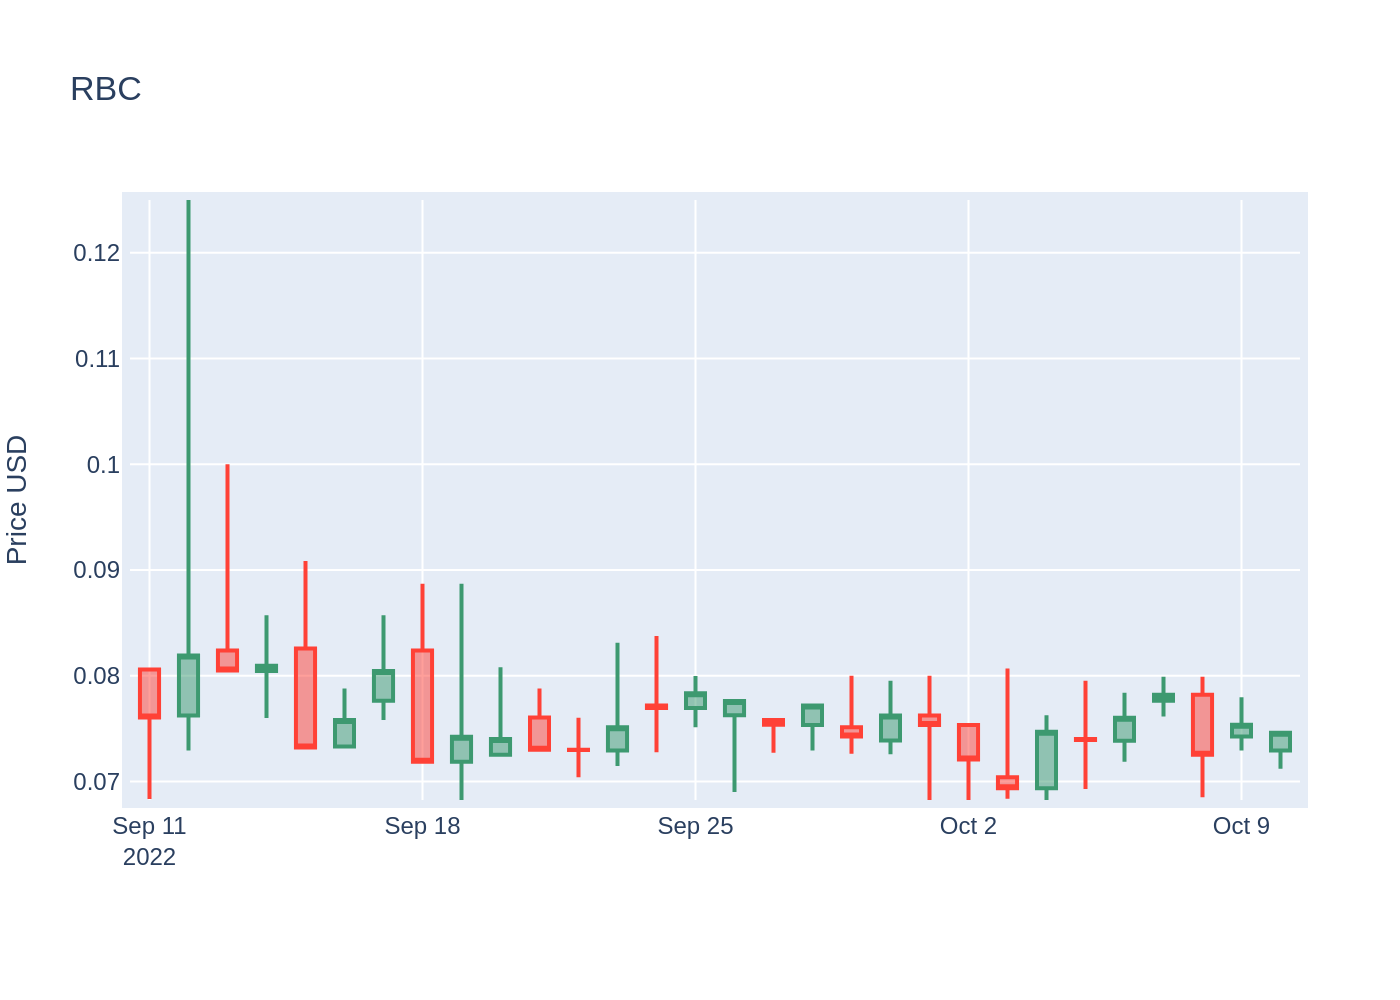 RBC
Price USD
0.12
0.11
0.1
0.09
0.08
0.07
Sep 11
2022
Sep 18
Sep 25
Oct 2
Oct 9